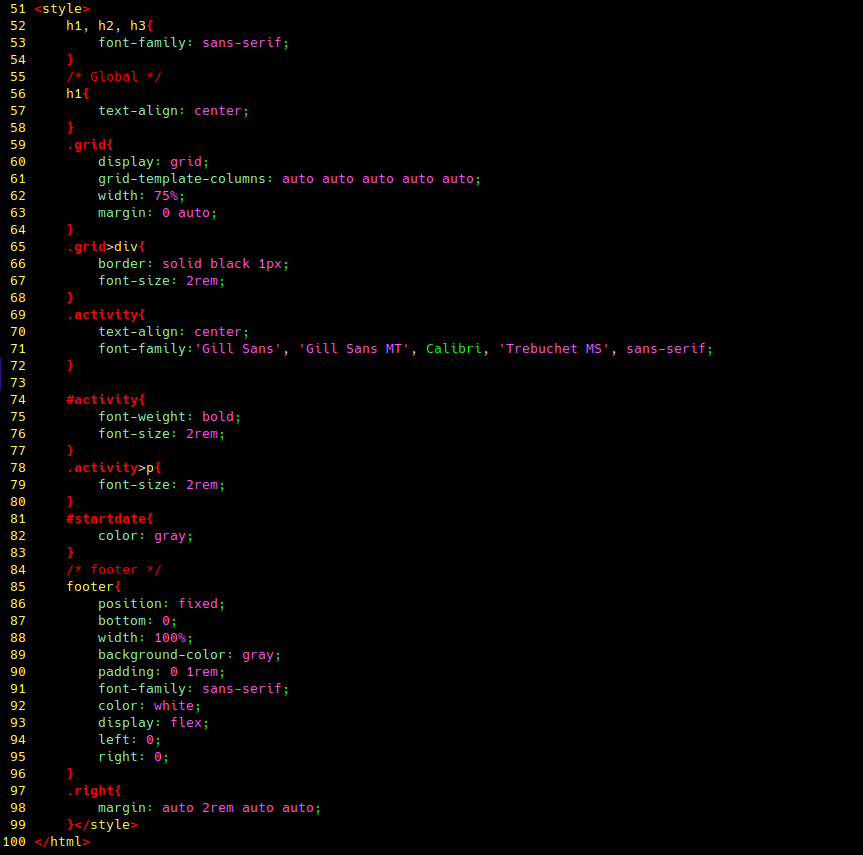 51 <style>
52     h1, h2, h3{
53         font-family: sans-serif;
54     }
55     /* Global */
56     h1{
57         text-align: center;
58     }
59     .grid{
60         display: grid;
61         grid-template-columns: auto auto auto auto auto;
62         width: 75%;
63         margin: 0 auto;
64     }
65     .grid>div{
66         border: solid black 1px;
67         font-size: 2rem;
68     }
69     .activity{
70         text-align: center;
71         font-family:'Gill Sans', 'Gill Sans MT', Calibri, 'Trebuchet MS', sans-serif;
72     }
73
74     #activity{
75         font-weight: bold;
76         font-size: 2rem;
77     }
78     .activity>p{
79         font-size: 2rem;
80     }
81     #startdate{
82         color: gray;
83     }
84     /* footer */
85     footer{
86         position: fixed;
87         bottom: 0;
88         width: 100%;
89         background-color: gray;
90         padding: 0 1rem;
91         font-family: sans-serif;
92         color: white;
93         display: flex;
94         left: 0;
95         right: 0;
96     }
97     .right{
98         margin: auto 2rem auto auto;
99     }</style>
100 </html>